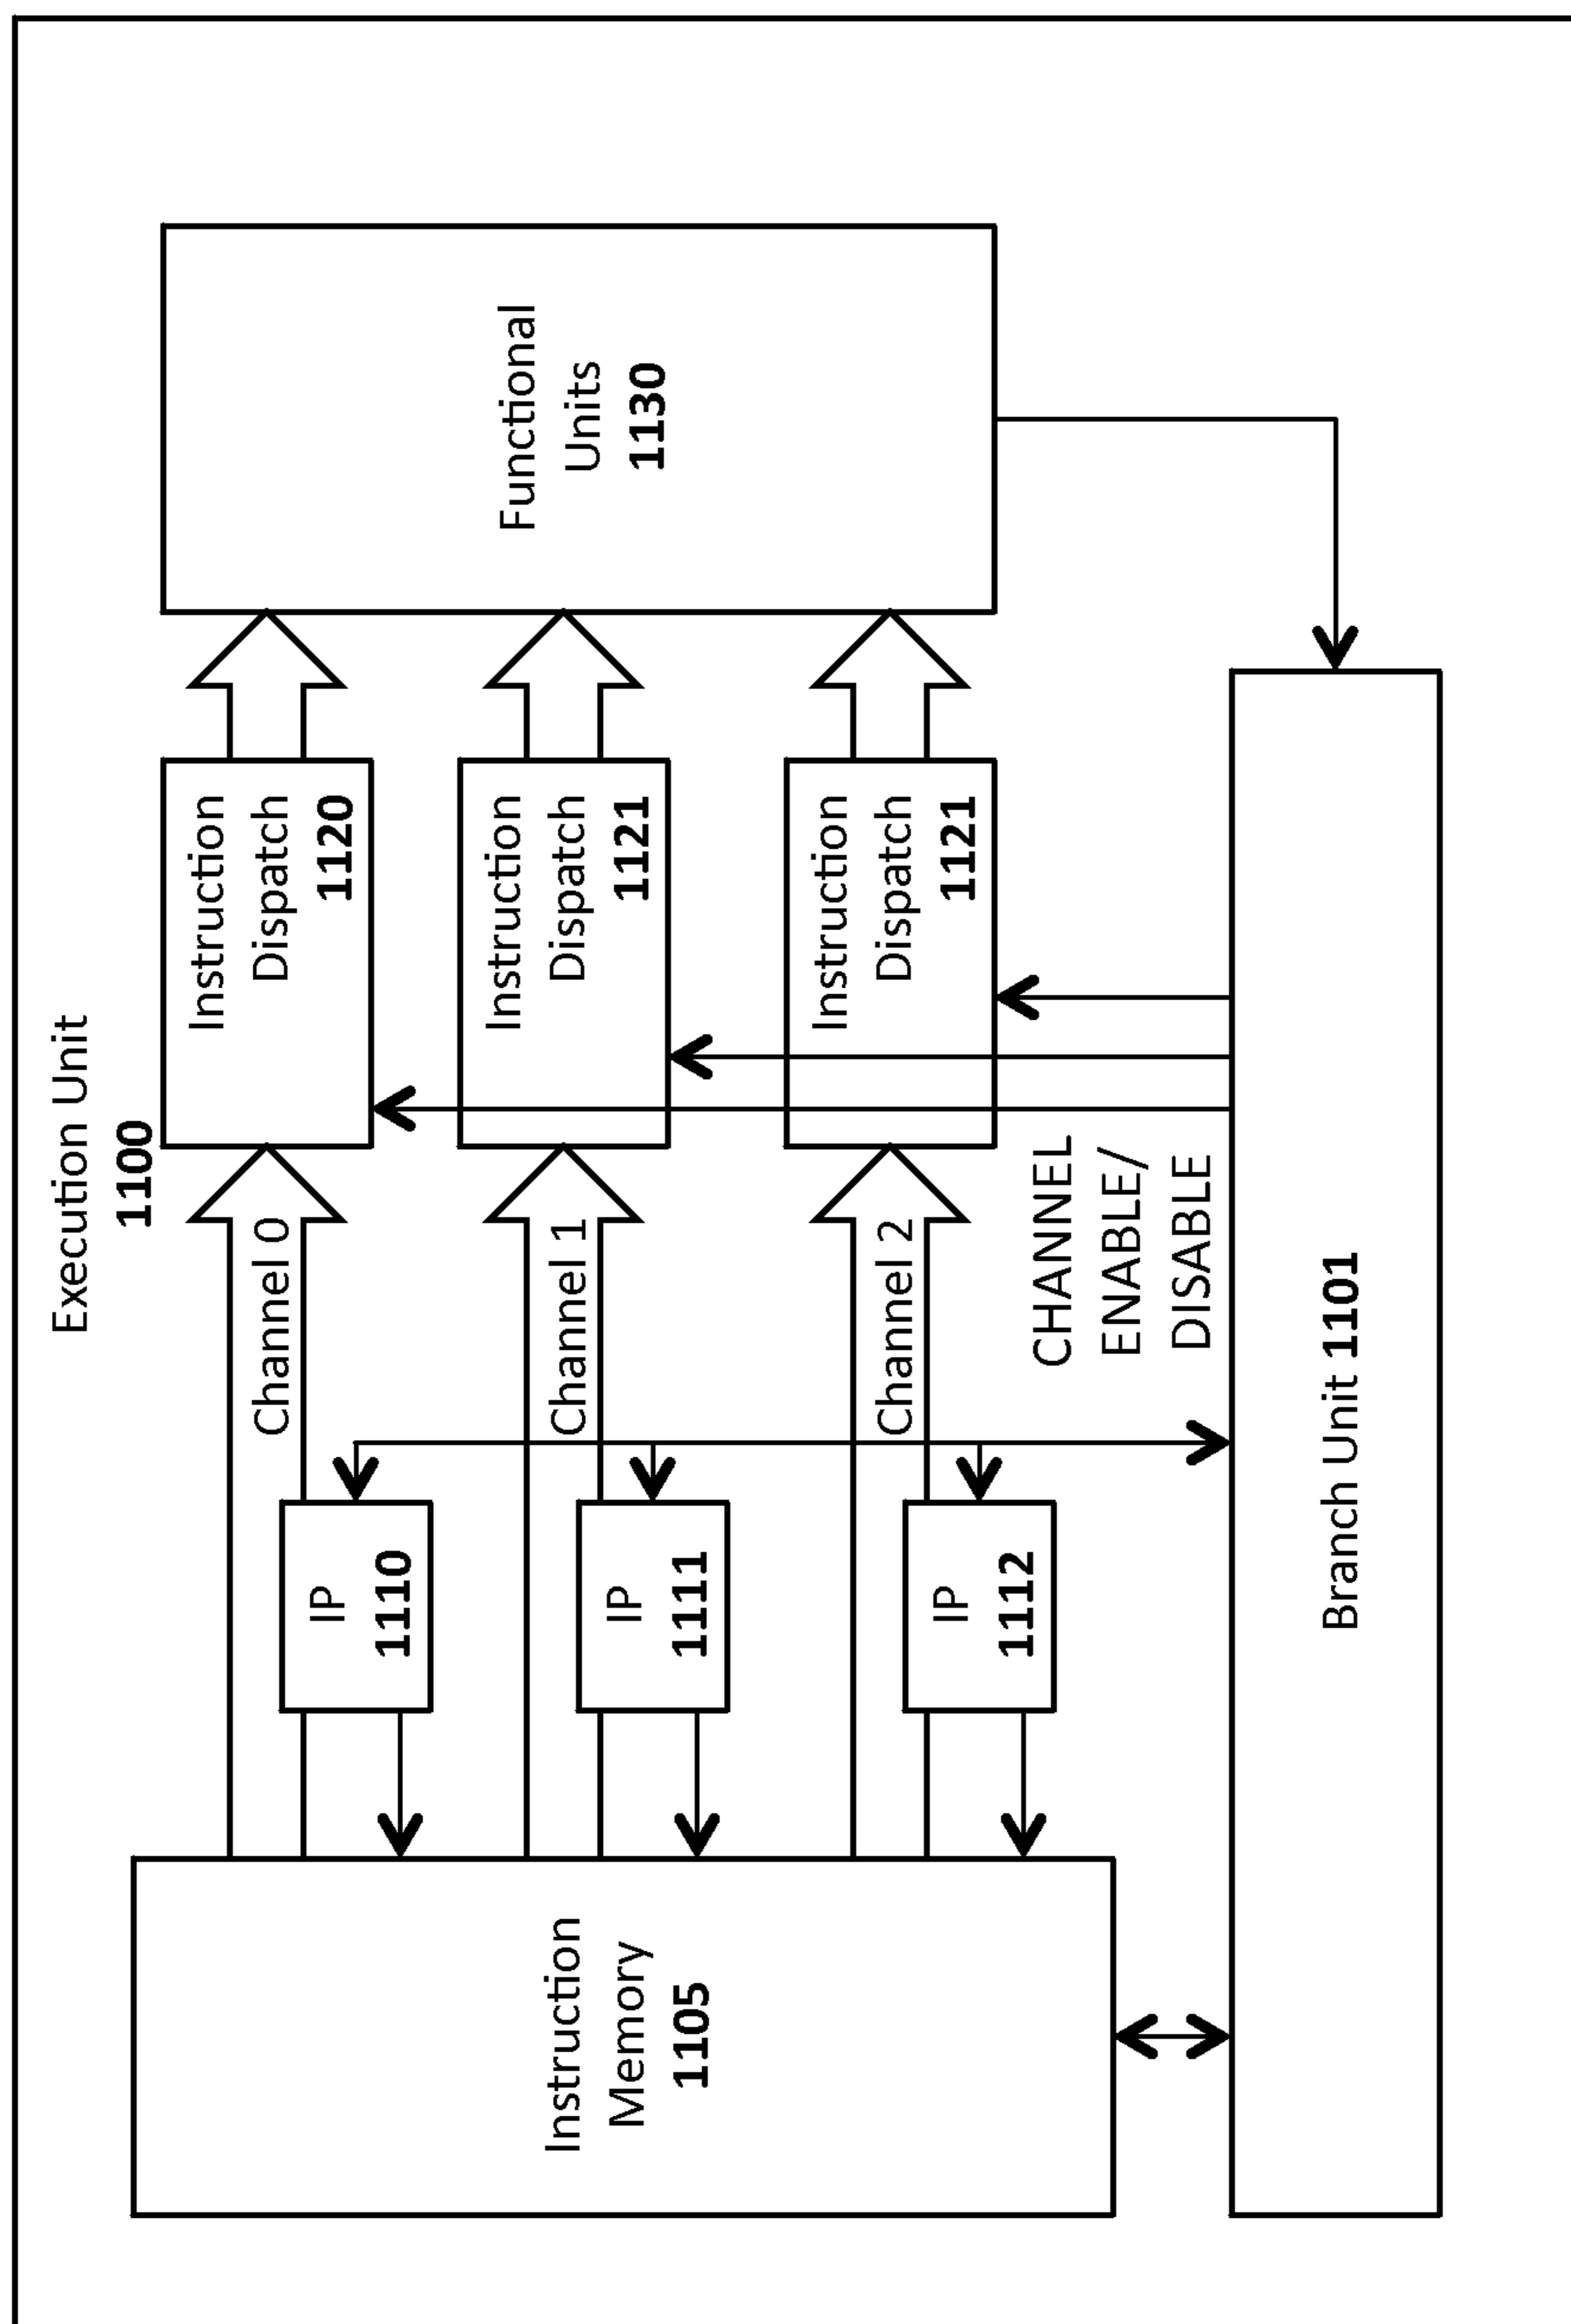 Execution Unit
1100
Instruction
Memory
1105
IP
1110
Channel 0
Instruction
Dispatch
1120
IP
1111
Channel 1
Instruction
Dispatch
1121
IP
1112
Channel 2
Instruction
Dispatch
1121
Functional
Units
1130
CHANNEL
ENABLE/
DISABLE
Branch Unit 1101